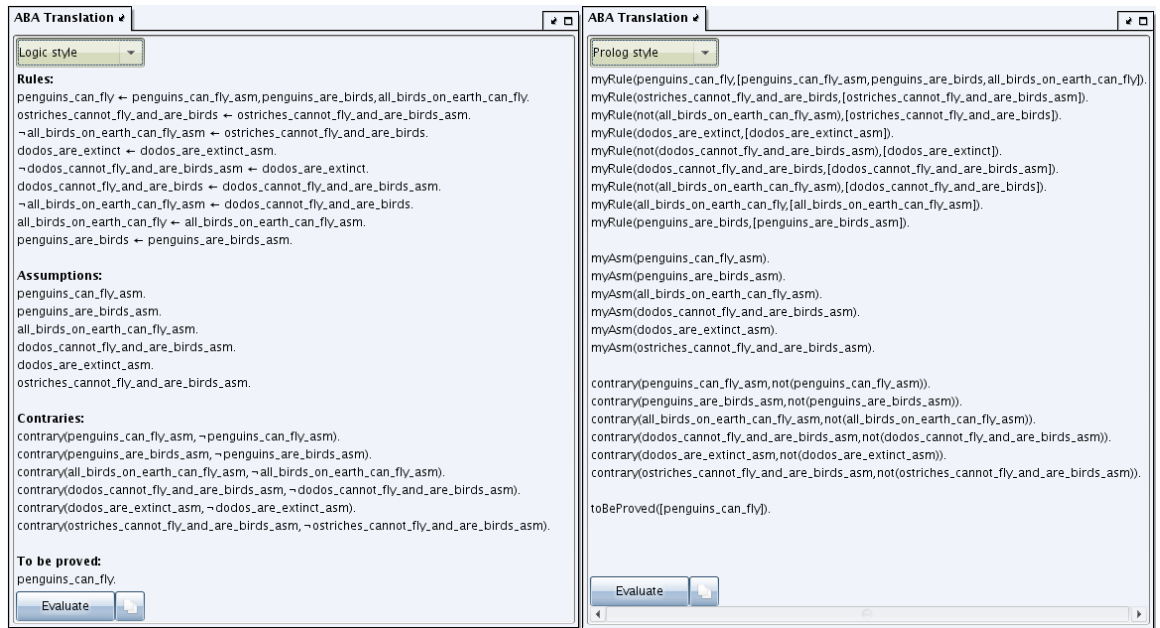 ABA Translation
Logic style
Rules:
penguins_can_fly ← penguins_can_fly_asm,penguins_are_birds,all_birds_on_earth_can_fly.
ostriches_cannot_fly_and_are_birds ← ostriches_cannot_fly_and_are_birds_asm.
¬all_birds_on_earth_can_fly_asm ← ostriches_cannot_fly_and_are_birds.
dodos_are_extinct ← dodos_are_extinct_asm.
¬dodos_cannot_fly_and_are_birds_asm ← dodos_are_extinct.
dodos_cannot_fly_and_are_birds ← dodos_cannot_fly_and_are_birds_asm.
¬all_birds_on_earth_can_fly_asm ← dodos_cannot_fly_and_are_birds.
all_birds_on_earth_can_fly ← all_birds_on_earth_can_fly_asm.
penguins_are_birds ← penguins_are_birds_asm.
Assumptions:
penguins_can_fly_asm.
penguins_are_birds_asm.
all_birds_on_earth_can_fly_asm.
dodos_cannot_fly_and_are_birds_asm.
dodos_are_extinct_asm.
ostriches_cannot_fly_and_are_birds_asm.
Contraries:
contrary(penguins_can_fly_asm,¬penguins_can_fly_asm).
contrary(penguins_are_birds_asm,¬penguins_are_birds_asm).
contrary(all_birds_on_earth_can_fly_asm,¬all_birds_on_earth_can_fly_asm).
contrary(dodos_cannot_fly_and_are_birds_asm,¬dodos_cannot_fly_and_are_birds_asm).
contrary(dodos_are_extinct_asm,¬dodos_are_extinct_asm).
contrary(ostriches_cannot_fly_and_are_birds_asm,¬ostriches_cannot_fly_and_are_birds_asm).
To be proved:
penguins_can_fly.
Evaluate
ABA Translation
Prolog style
myRule(penguins_can_fly,[penguins_can_fly_asm,penguins_are_birds,all_birds_on_earth_can_fly]).
myRule(ostriches_cannot_fly_and_are_birds,[ostriches_cannot_fly_and_are_birds_asm]).
myRule(not(all_birds_on_earth_can_fly_asm),[ostriches_cannot_fly_and_are_birds]).
myRule(dodos_are_extinct,[dodos_are_extinct_asm]).
myRule(not(dodos_cannot_fly_and_are_birds_asm),[dodos_are_extinct]).
myRule(dodos_cannot_fly_and_are_birds,[dodos_cannot_fly_and_are_birds_asm]).
myRule(not(all_birds_on_earth_can_fly_asm),[dodos_cannot_fly_and_are_birds]).
myRule(all_birds_on_earth_can_fly,[all_birds_on_earth_can_fly_asm]).
myRule(penguins_are_birds,[penguins_are_birds_asm]).
myAsm(penguins_can_fly_asm).
myAsm(penguins_are_birds_asm).
myAsm(all_birds_on_earth_can_fly_asm).
myAsm(dodos_cannot_fly_and_are_birds_asm).
myAsm(dodos_are_extinct_asm).
myAsm(ostriches_cannot_fly_and_are_birds_asm).
contrary(penguins_can_fly_asm,not(penguins_can_fly_asm)).
contrary(penguins_are_birds_asm,not(penguins_are_birds_asm)).
contrary(all_birds_on_earth_can_fly_asm,not(all_birds_on_earth_can_fly_asm)).
contrary(dodos_cannot_fly_and_are_birds_asm,not(dodos_cannot_fly_and_are_birds_asm)).
contrary(dodos_are_extinct_asm,not(dodos_are_extinct_asm)).
contrary(ostriches_cannot_fly_and_are_birds_asm,not(ostriches_cannot_fly_and_are_birds_asm)).
toBeProved([penguins_can_fly]).
Evaluate